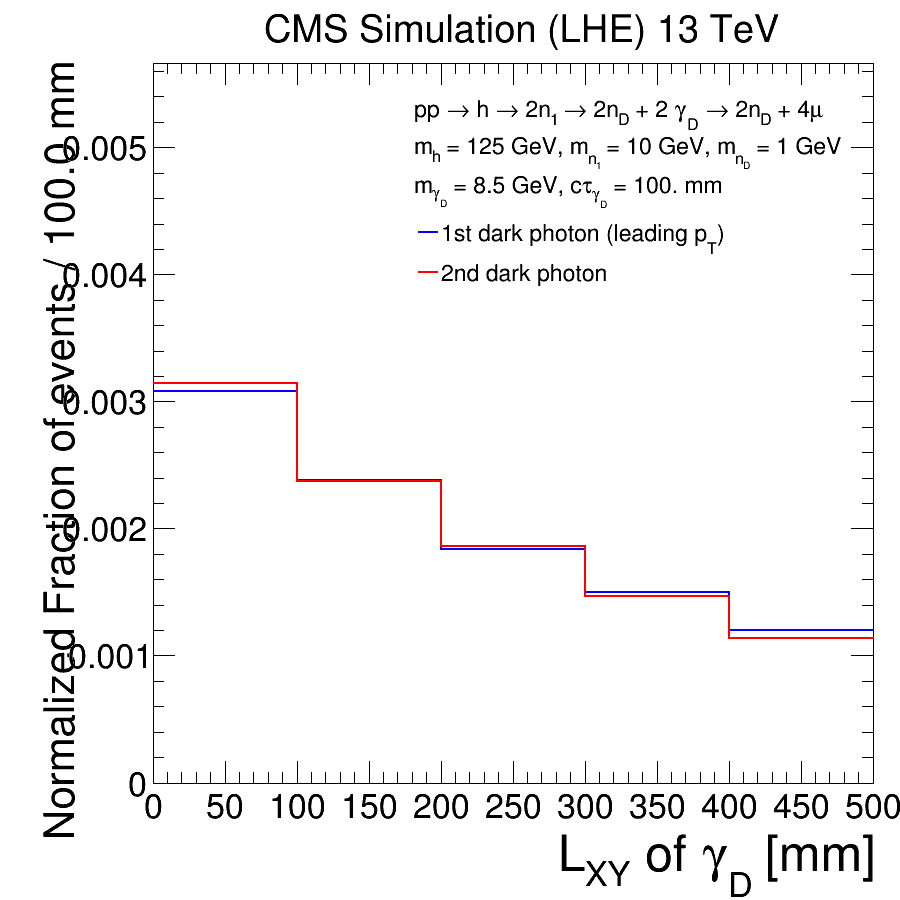 CMS Simulation (LHE) 13 TeV
pp → h → 2n1 → 2nD + 2 γD → 2nD + 4μ
mh = 125 GeV, mn1 = 10 GeV, mnD = 1 GeV
mγD = 8.5 GeV, cτγD = 100. mm
1st dark photon (leading pT)
2nd dark photon
Normalized Fraction of events / 100.0 mm
0.005
0.004
0.003
0.002
0.001
0
0 50 100 150 200 250 300 350 400 450 500
LXY of γD [mm]